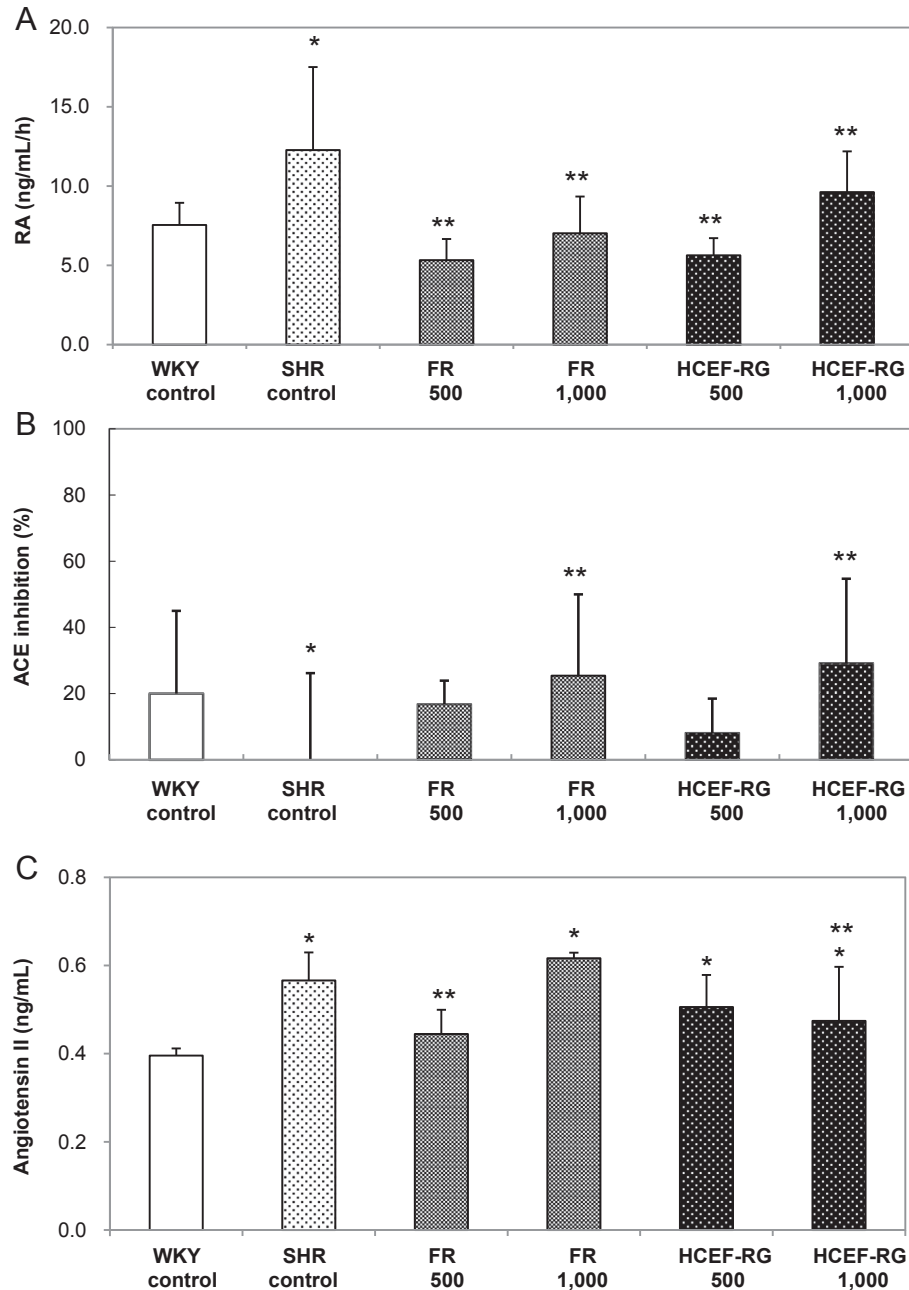 A
20.0
15.0
10.0
5.0
0.0
RA (ng/mL/h)
*
**
**
**
**
WKY control
SHR control
FR 500
FR 1,000
HCEF-RG 500
HCEF-RG 1,000
B
100
80
60
40
20
0
ACE inhibition (%)
*
**
**
WKY control
SHR control
FR 500
FR 1,000
HCEF-RG 500
HCEF-RG 1,000
C
0.8
0.6
0.4
0.2
0.0
Angiotensin II (ng/mL)
*
**
*
*
**
*
WKY control
SHR control
FR 500
FR 1,000
HCEF-RG 500
HCEF-RG 1,000